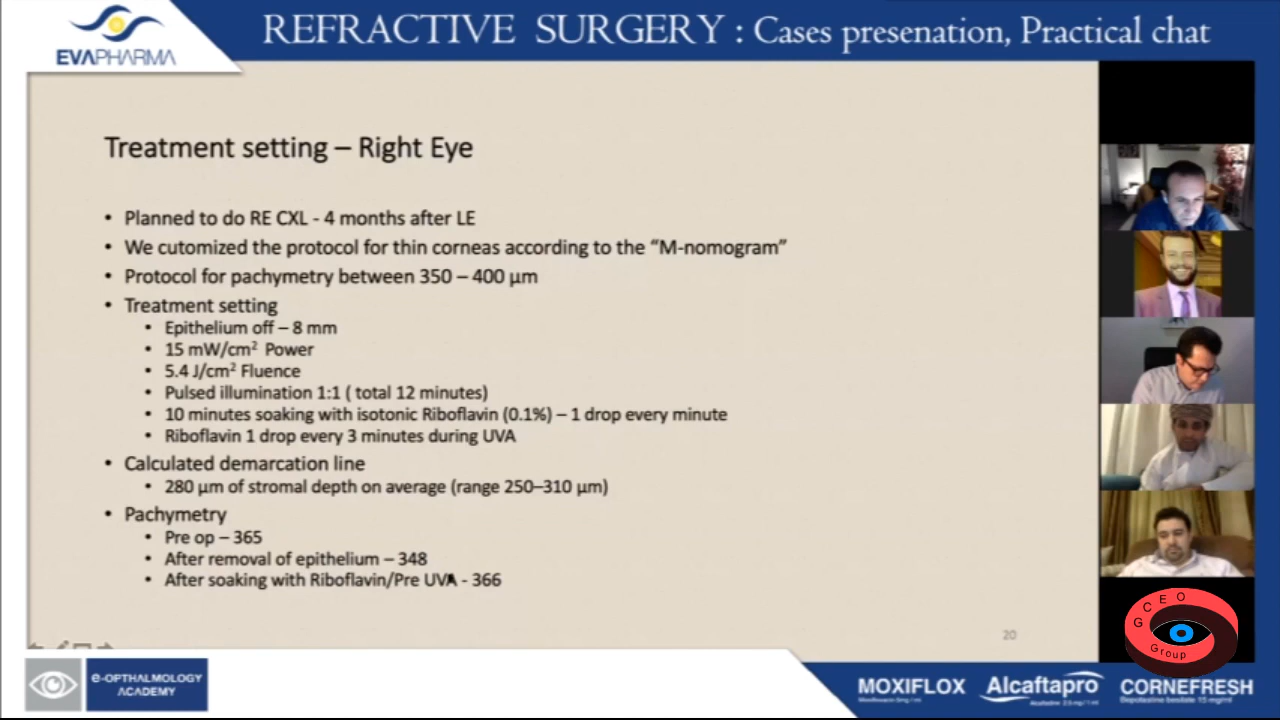 EVAPHARMA
REFRACTIVE SURGERY : Cases presenation, Practical chat
Treatment setting – Right Eye
• Planned to do RE CXL - 4 months after LE
• We cutomized the protocol for thin corneas according to the “M-nomogram”
• Protocol for pachymetry between 350 – 400 µm
• Treatment setting
• Epithelium off – 8 mm
• 15 mW/cm² Power
• 5.4 J/cm² Fluence
• Pulsed illumination 1:1 ( total 12 minutes)
• 10 minutes soaking with isotonic Riboflavin (0.1%) – 1 drop every minute
• Riboflavin 1 drop every 3 minutes during UVA
• Calculated demarcation line
• 280 µm of stromal depth on average (range 250–310 µm)
• Pachymetry
• Pre op – 365
• After removal of epithelium – 348
• After soaking with Riboflavin/Pre UVA - 366
20
GCEO
Group
e-OPTHALMOLOGY
ACADEMY
MOXIFLOX
Alcaftapro
CORNEFRESH